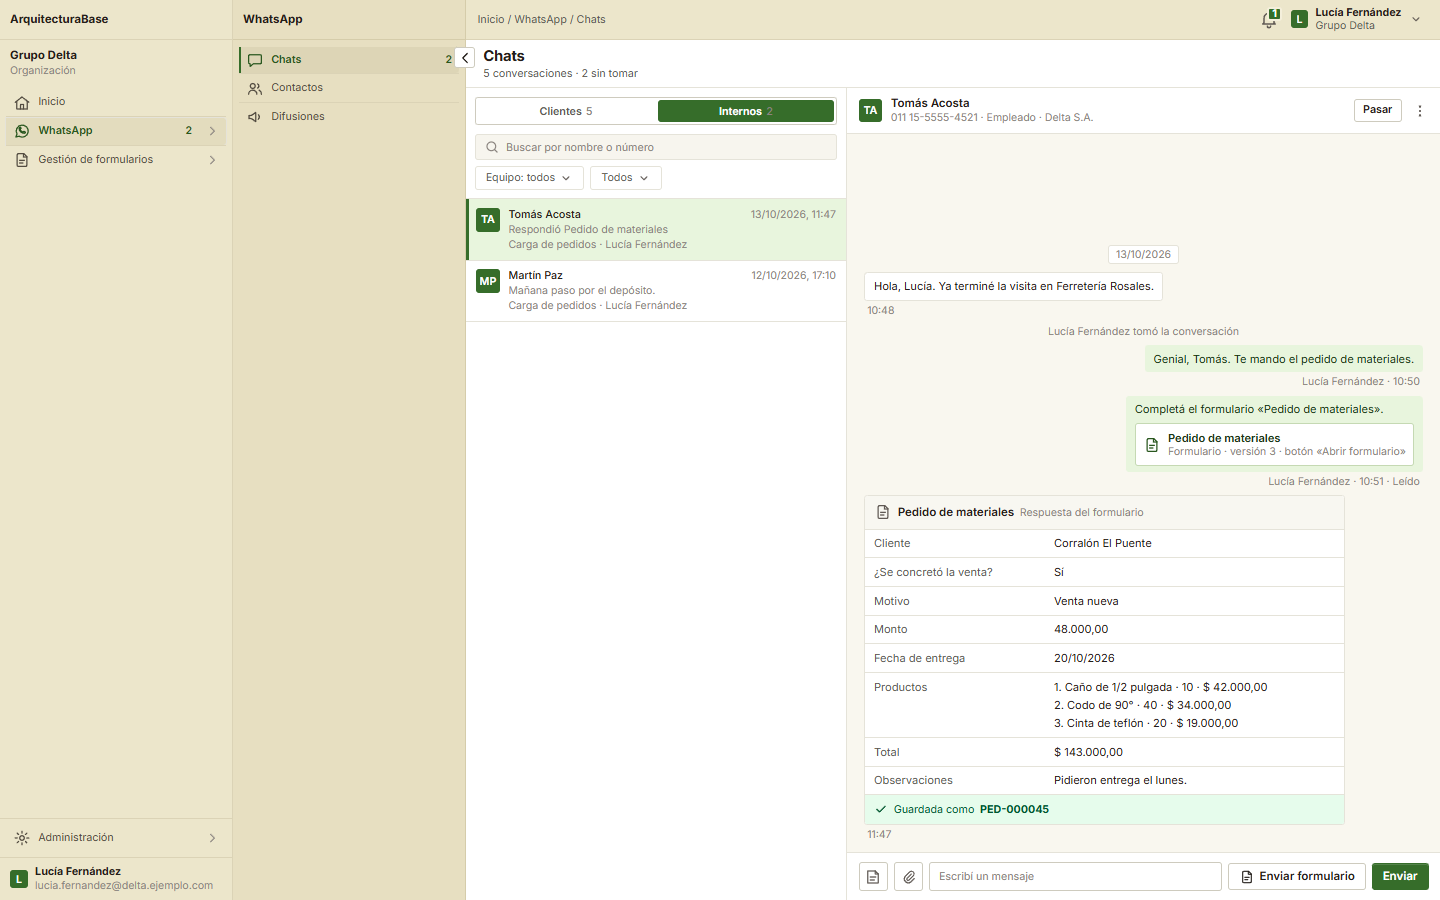 ArquitecturaBase
Grupo Delta
Organización
Inicio
WhatsApp 2
Gestión de formularios
Administración
L
Lucía Fernández
lucia.fernandez@delta.ejemplo.com
WhatsApp
Chats 2
Contactos
Difusiones
Inicio / WhatsApp / Chats
1
L
Lucía Fernández
Grupo Delta
Chats
5 conversaciones · 2 sin tomar
Clientes 5
Internos 2
Buscar por nombre o número
Equipo: todos
Todos
TA
Tomás Acosta 13/10/2026, 11:47
Respondió Pedido de materiales
Carga de pedidos · Lucía Fernández
MP
Martín Paz 12/10/2026, 17:10
Mañana paso por el depósito.
Carga de pedidos · Lucía Fernández
TA
Tomás Acosta
011 15-5555-4521 · Empleado · Delta S.A.
Pasar
13/10/2026
Hola, Lucía. Ya terminé la visita en Ferretería Rosales.
10:48
Lucía Fernández tomó la conversación
Genial, Tomás. Te mando el pedido de materiales.
Lucía Fernández · 10:50
Completá el formulario «Pedido de materiales».
Pedido de materiales
Formulario · versión 3 · botón «Abrir formulario»
Lucía Fernández · 10:51 · Leído
Pedido de materiales Respuesta del formulario
Cliente Corralón El Puente
¿Se concretó la venta? Sí
Motivo Venta nueva
Monto 48.000,00
Fecha de entrega 20/10/2026
Productos 1. Caño de 1/2 pulgada · 10 · $ 42.000,00
2. Codo de 90° · 40 · $ 34.000,00
3. Cinta de teflón · 20 · $ 19.000,00
Total $ 143.000,00
Observaciones Pidieron entrega el lunes.
Guardada como PED-000045
11:47
Escribí un mensaje
Enviar formulario
Enviar